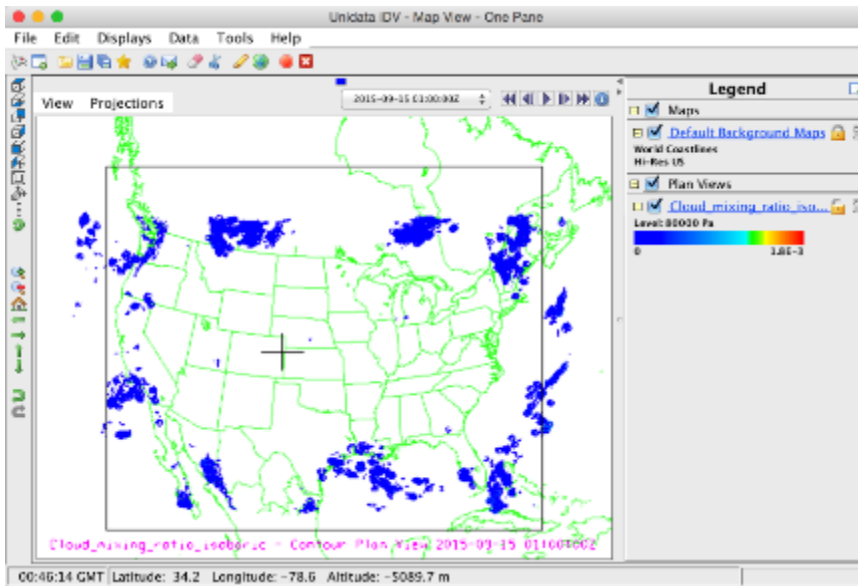 Unidata IDV - Map View - One Pane
File Edit Displays Data Tools Help
View Projections
2015-09-15 01:00:00Z
Legend
Maps
Default Background Maps
World Coastlines
Hi-Res US
Plan Views
Cloud_mixing_ratio_iso...
Level: 80000 Pa
0
Cloud_mixing_ratio_isobaric - Contour Plan View 2015-09-15 01:00:00Z
00:46:14 GMT Latitude: 34.2 Longitude: -78.6 Altitude: -5089.7 m